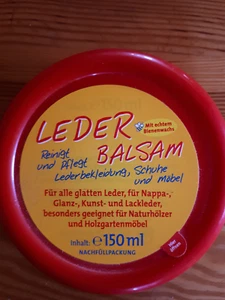 LEDER
Mit echtem
Bienenwachs
BALSAM
Reinigt
und Pflegt
Lederbekleidung, Schuhe
und Möbel
Für alle glatten Leder, für Nappa-,
Glanz-, Kunst- und Lackleder,
besonders geeignet für Naturhölzer
und Holzgartenmöbel
Inhalt: ℮ 150 ml
NACHFÜLLPACKUNG